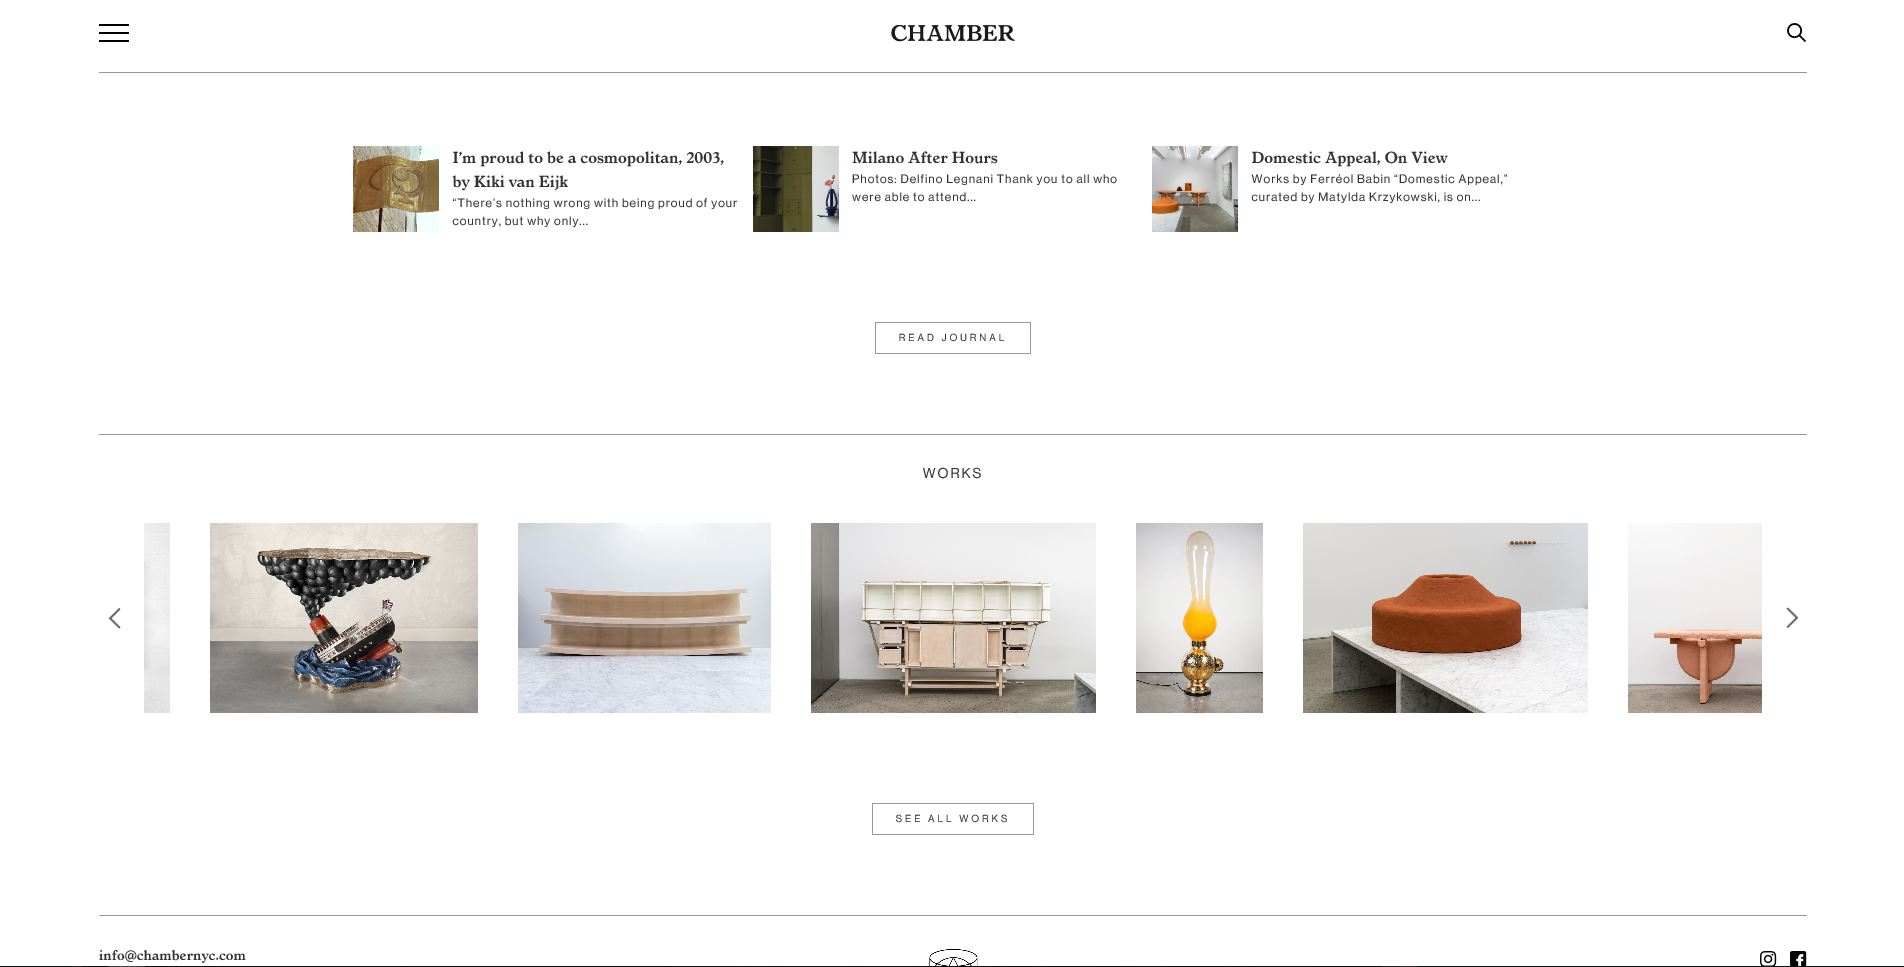 CHAMBER
I’m proud to be a cosmopolitan, 2003,
by Kiki van Eijk
“There’s nothing wrong with being proud of your
country, but why only...
Milano After Hours
Photos: Delfino Legnani Thank you to all who
were able to attend...
Domestic Appeal, On View
Works by Ferréol Babin “Domestic Appeal,”
curated by Matylda Krzykowski, is on...
READ JOURNAL
WORKS
SEE ALL WORKS
info@chambernyc.com